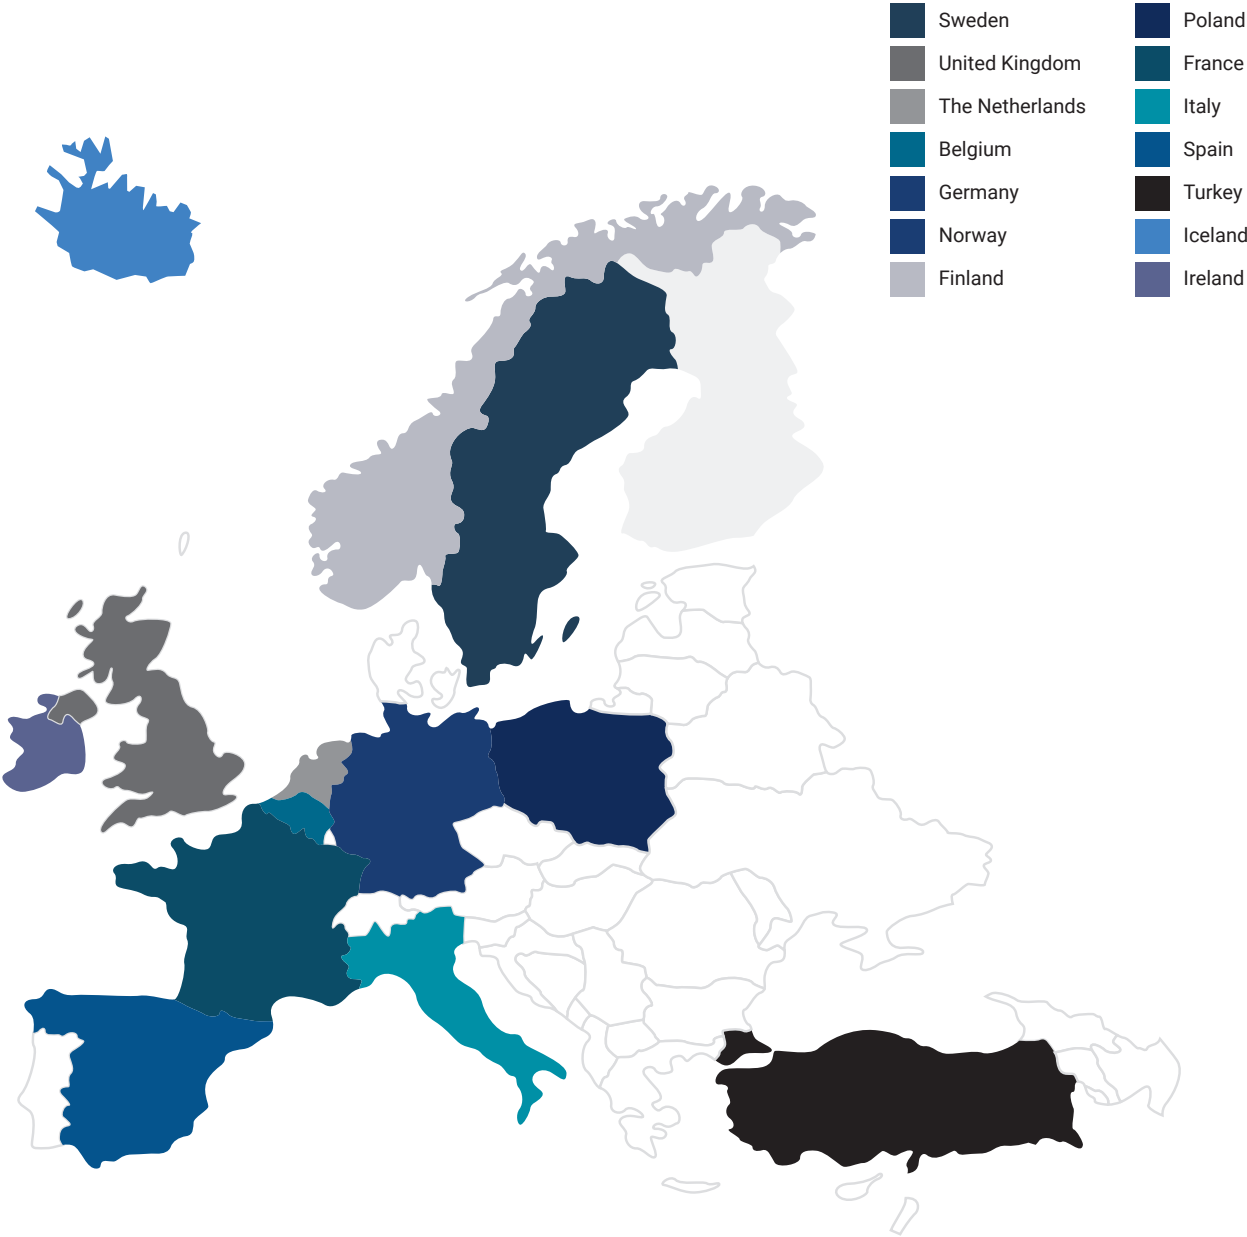 Sweden
United Kingdom
The Netherlands
Belgium
Germany
Norway
Finland
Poland
France
Italy
Spain
Turkey
Iceland
Ireland